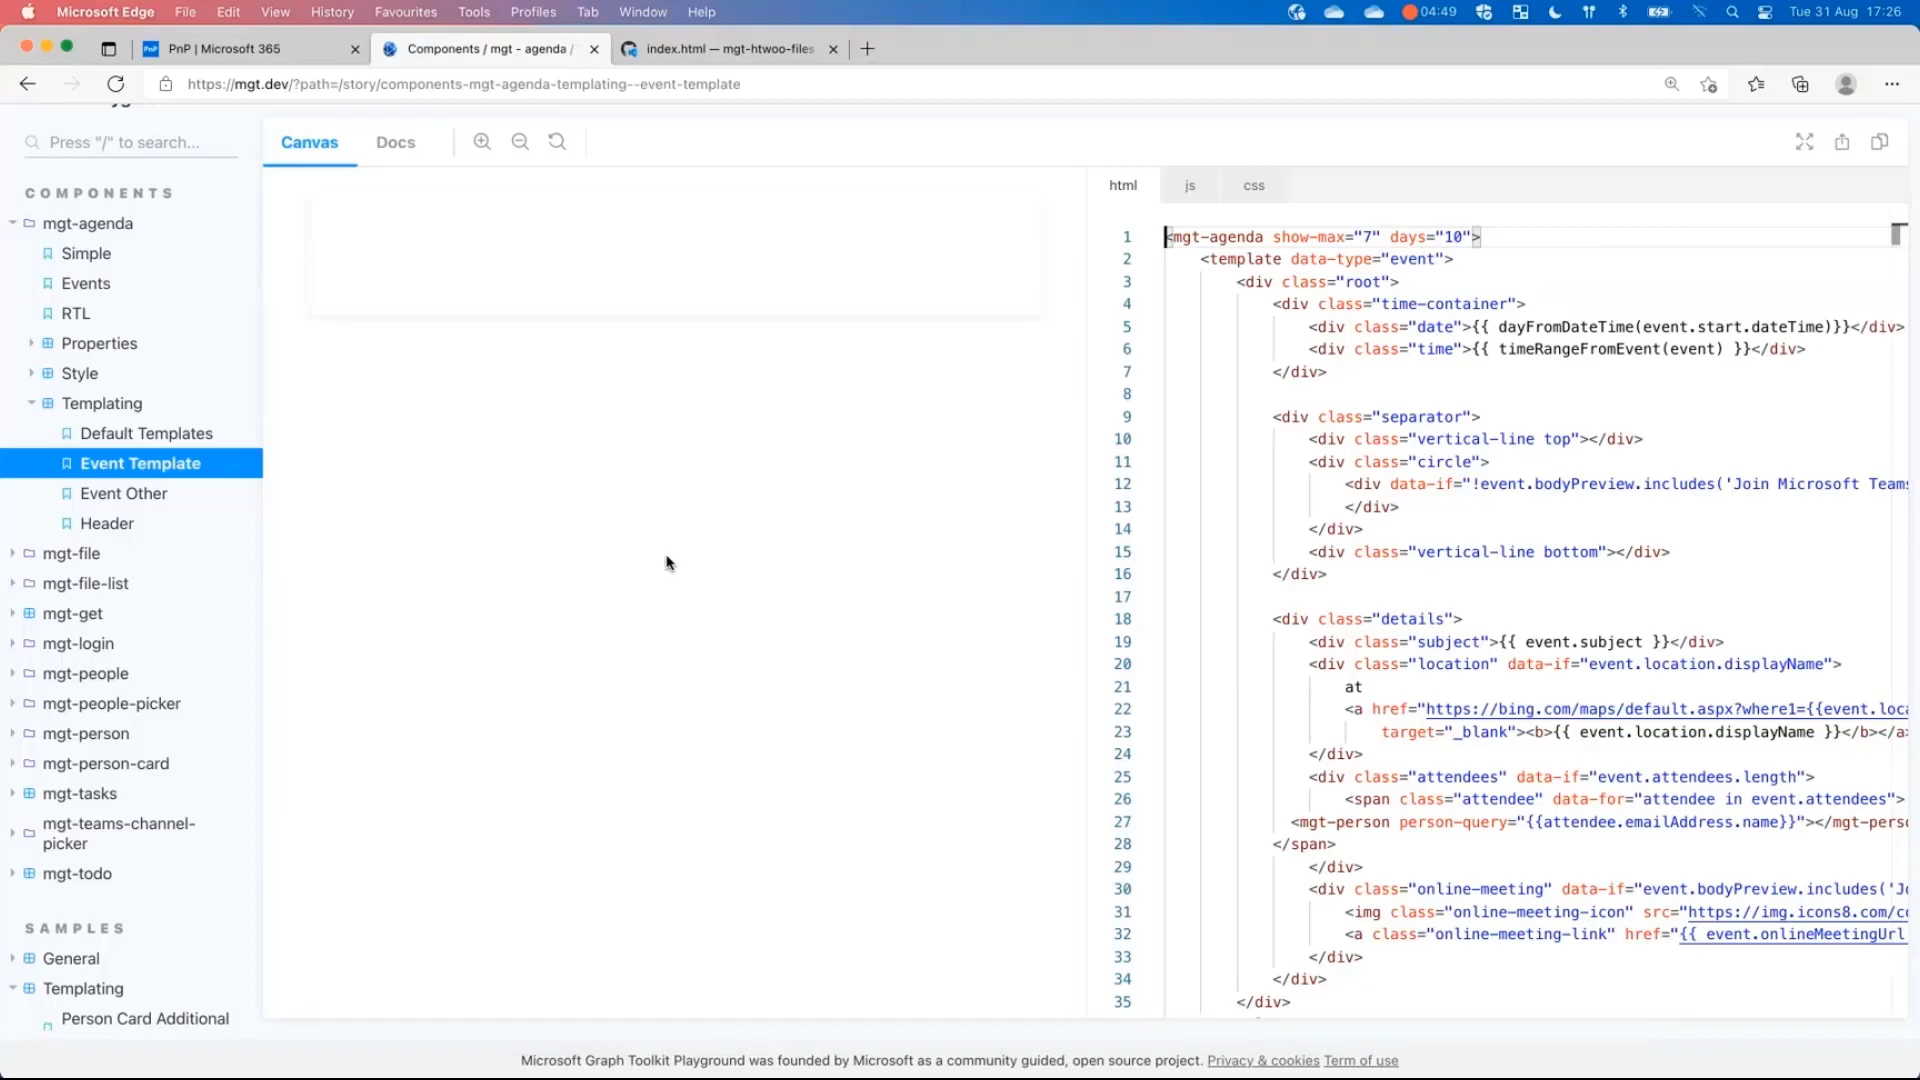 Microsoft Edge File Edit View History Favourites Tools Profiles Tab Window Help 04:49 Tue 31 Aug 17:26
PnP | Microsoft 365 Components / mgt - agenda / index.html — mgt-htwoo-files
https://mgt.dev/?path=/story/components-mgt-agenda-templating--event-template
Press "/" to search...
Canvas Docs
COMPONENTS
mgt-agenda
Simple
Events
RTL
Properties
Style
Templating
Default Templates
Event Template
Event Other
Header
mgt-file
mgt-file-list
mgt-get
mgt-login
mgt-people
mgt-people-picker
mgt-person
mgt-person-card
mgt-tasks
mgt-teams-channel-
picker
mgt-todo
SAMPLES
General
Templating
Person Card Additional
html js css
1 <mgt-agenda show-max="7" days="10">
2 <template data-type="event">
3 <div class="root">
4 <div class="time-container">
5 <div class="date">{{ dayFromDateTime(event.start.dateTime)}}</div>
6 <div class="time">{{ timeRangeFromEvent(event) }}</div>
7 </div>
8
9 <div class="separator">
10 <div class="vertical-line top"></div>
11 <div class="circle">
12 <div data-if="!event.bodyPreview.includes('Join Microsoft Teams
13 </div>
14 </div>
15 <div class="vertical-line bottom"></div>
16 </div>
17
18 <div class="details">
19 <div class="subject">{{ event.subject }}</div>
20 <div class="location" data-if="event.location.displayName">
21 at
22 <a href="https://bing.com/maps/default.aspx?where1={{event.loca
23 target="_blank"><b>{{ event.location.displayName }}</b></a>
24 </div>
25 <div class="attendees" data-if="event.attendees.length">
26 <span class="attendee" data-for="attendee in event.attendees">
27 <mgt-person person-query="{{attendee.emailAddress.name}}"></mgt-perso
28 </span>
29 </div>
30 <div class="online-meeting" data-if="event.bodyPreview.includes('Jo
31 <img class="online-meeting-icon" src="https://img.icons8.com/co
32 <a class="online-meeting-link" href="{{ event.onlineMeetingUrl
33 </div>
34 </div>
35 </div>
Microsoft Graph Toolkit Playground was founded by Microsoft as a community guided, open source project. Privacy & cookies Term of use